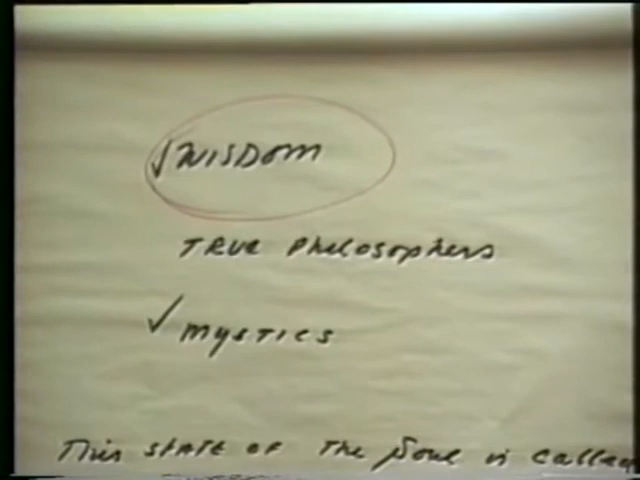 ✓WISDOM
TRUE Philosophers
✓ mystics
This state of the Soul is called